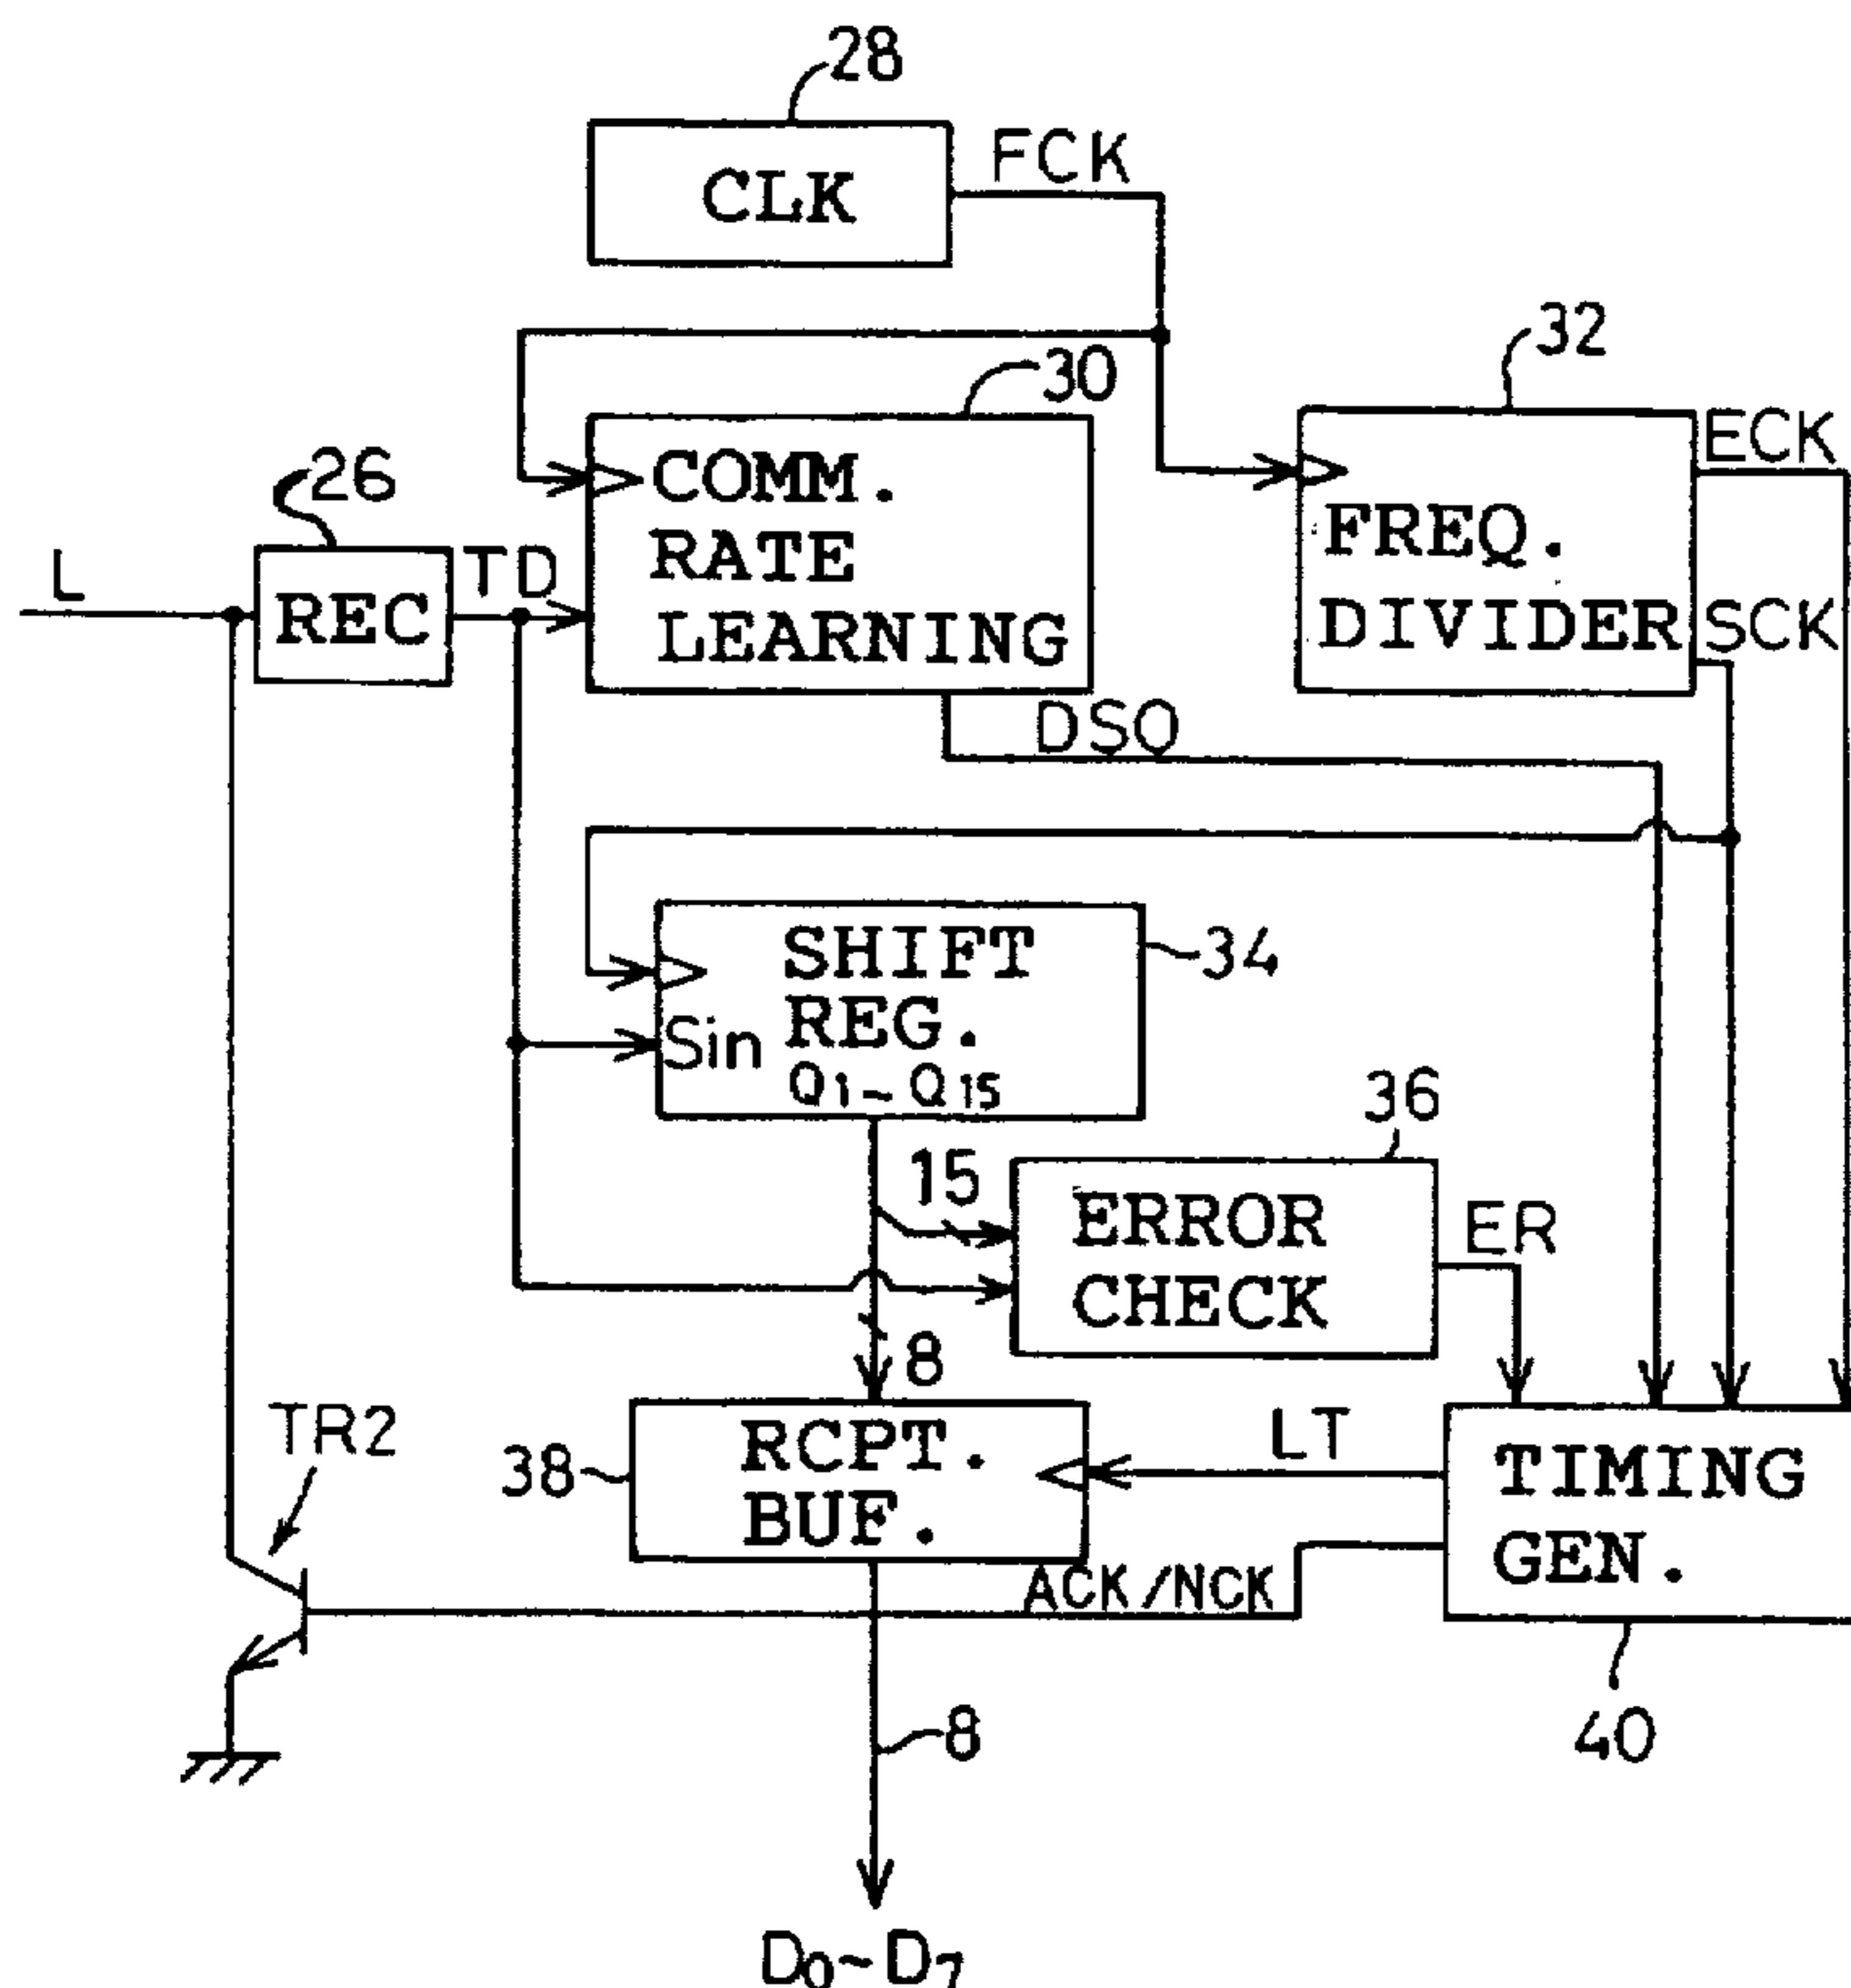 28
CLK
FCK
32
30
COMM.
RATE
LEARNING
ECK
26
L
REC
TD
FREQ.
DIVIDER
SCK
DSO
SHIFT
REG.
Q1~Q15
Sin
34
36
15
ERROR
CHECK
ER
8
TR2
38
RCPT.
BUF.
LT
TIMING
GEN.
ACK/NCK
40
8
D0~D7